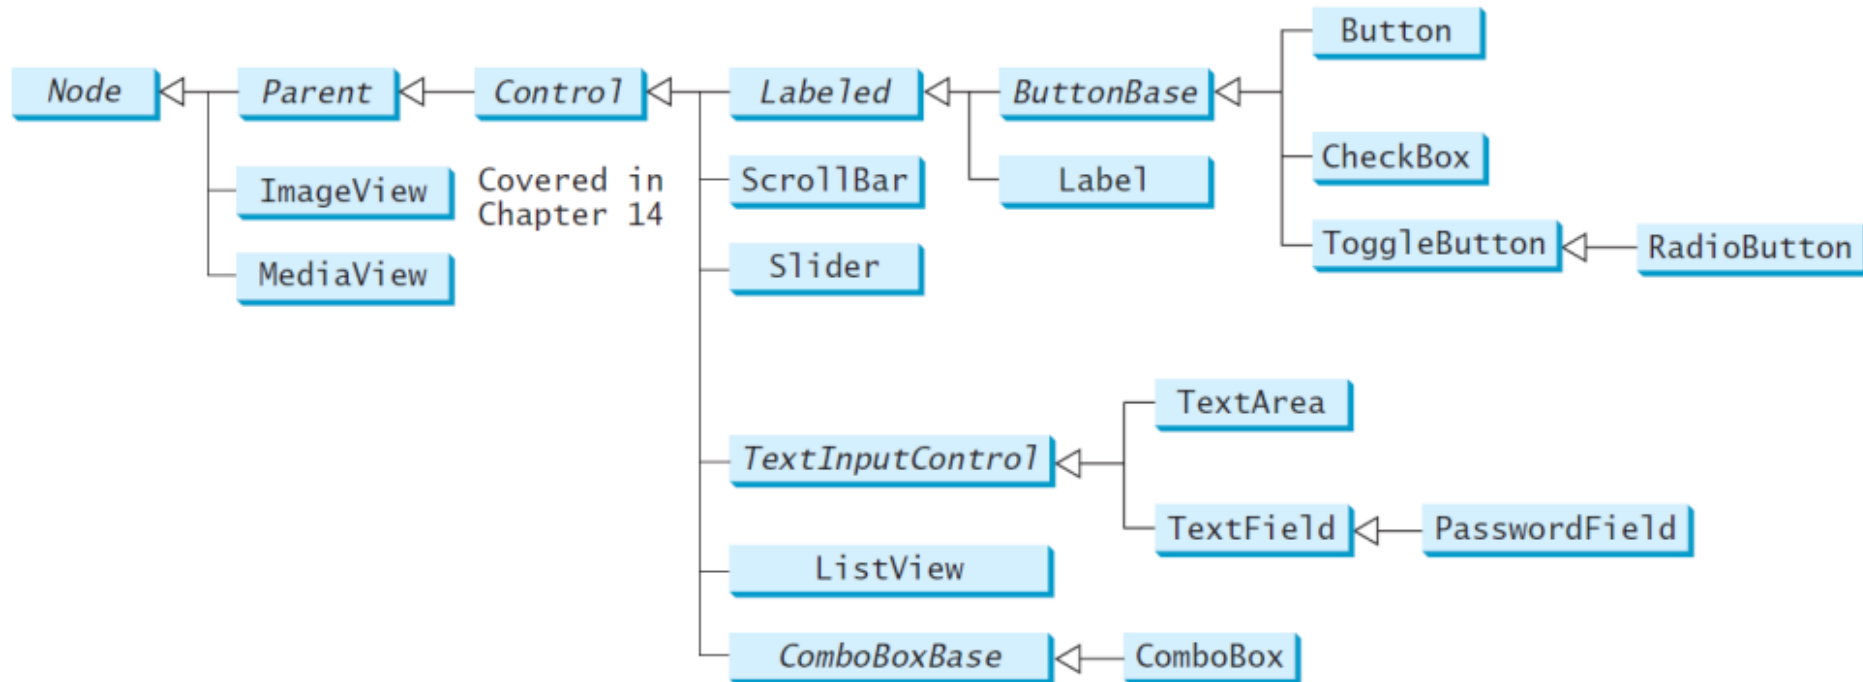 Node
Parent
Control
Labeled
ButtonBase
Button
CheckBox
ToggleButton
RadioButton
Label
ImageView
MediaView
Covered in
Chapter 14
ScrollBar
Slider
TextInputControl
TextArea
TextField
PasswordField
ListView
ComboBoxBase
ComboBox